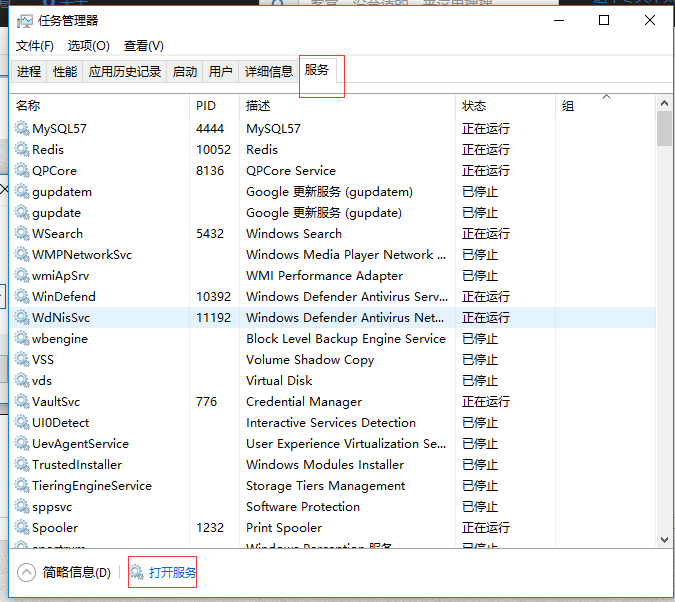 任务管理器
文件(F) 选项(O) 查看(V)
进程 性能 应用历史记录 启动 用户 详细信息 服务
名称 PID 描述 状态 组
MySQL57 4444 MySQL57 正在运行
Redis 10052 Redis 正在运行
QPCore 8136 QPCore Service 正在运行
gupdatem Google 更新服务 (gupdatem) 已停止
gupdate Google 更新服务 (gupdate) 已停止
WSearch 5432 Windows Search 正在运行
WMPNetworkSvc Windows Media Player Network ... 已停止
wmiApSrv WMI Performance Adapter 已停止
WinDefend 10392 Windows Defender Antivirus Serv... 正在运行
WdNisSvc 11192 Windows Defender Antivirus Net... 正在运行
wbengine Block Level Backup Engine Service 已停止
VSS Volume Shadow Copy 已停止
vds Virtual Disk 已停止
VaultSvc 776 Credential Manager 正在运行
UI0Detect Interactive Services Detection 已停止
UevAgentService User Experience Virtualization Se... 已停止
TrustedInstaller Windows Modules Installer 已停止
TieringEngineService Storage Tiers Management 已停止
sppsvc Software Protection 已停止
Spooler 1232 Print Spooler 正在运行
spectrum Windows Perception 服务 已停止
简略信息(D) 打开服务